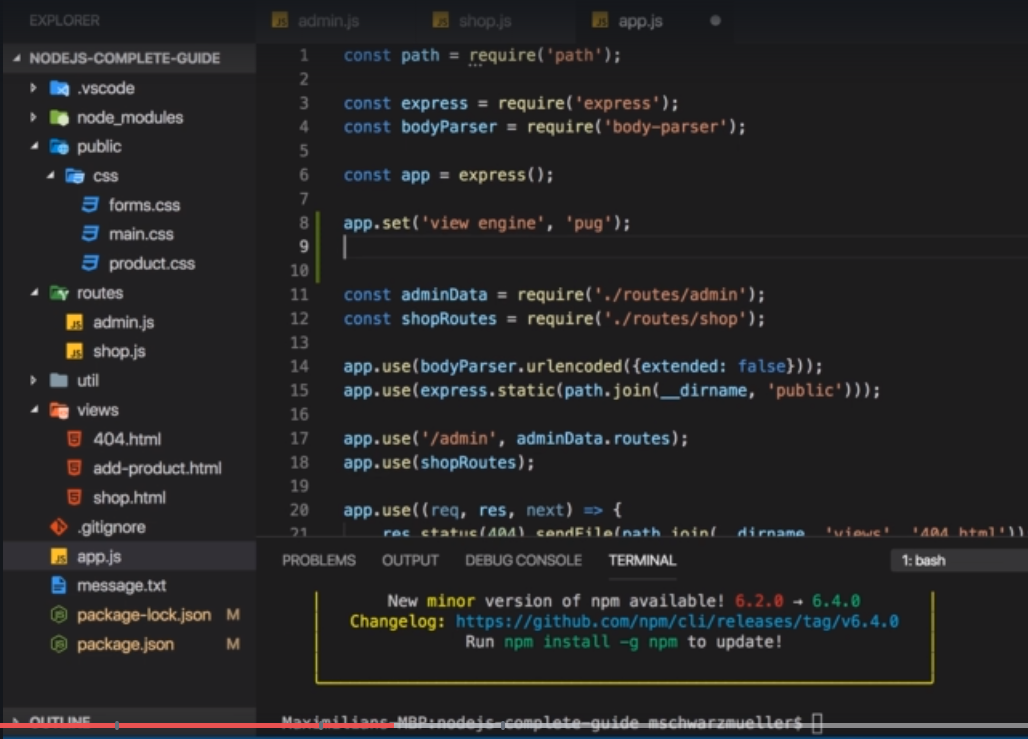 EXPLORER
admin.js shop.js app.js
NODEJS-COMPLETE-GUIDE
.vscode
node_modules
public
css
forms.css
main.css
product.css
routes
admin.js
shop.js
util
views
404.html
add-product.html
shop.html
.gitignore
app.js
message.txt
package-lock.json M
package.json M
OUTLINE
1 const path = require('path');
2
3 const express = require('express');
4 const bodyParser = require('body-parser');
5
6 const app = express();
7
8 app.set('view engine', 'pug');
9
10
11 const adminData = require('./routes/admin');
12 const shopRoutes = require('./routes/shop');
13
14 app.use(bodyParser.urlencoded({extended: false}));
15 app.use(express.static(path.join(__dirname, 'public')));
16
17 app.use('/admin', adminData.routes);
18 app.use(shopRoutes);
19
20 app.use((req, res, next) => {
21 res.status(404).sendFile(path.join(__dirname, 'views', '404.html'))
PROBLEMS OUTPUT DEBUG CONSOLE TERMINAL 1: bash
New minor version of npm available! 6.2.0 → 6.4.0
Changelog: https://github.com/npm/cli/releases/tag/v6.4.0
Run npm install -g npm to update!
Maximilians-MBP:nodejs-complete-guide mschwarzmueller$